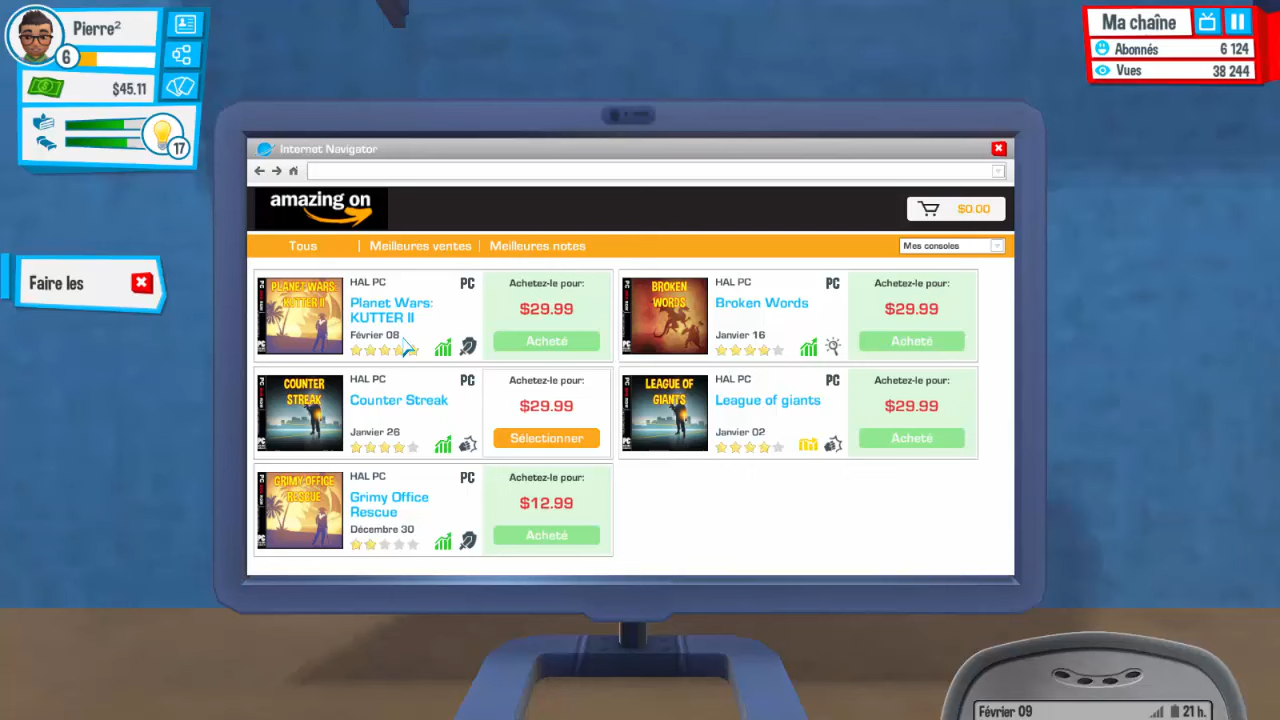 Pierre²
6
$45.11
17
Faire les
Ma chaîne
Abonnés 6 124
Vues 38 244
Internet Navigator
amazing on
$0.00
Tous | Meilleures ventes | Meilleures notes
Mes consoles
PLANET WARS:
KUTTER II
HAL PC PC
Planet Wars:
KUTTER II
Février 08
Achetez-le pour:
$29.99
Acheté
BROKEN
WORDS
HAL PC PC
Broken Words
Janvier 16
Achetez-le pour:
$29.99
Acheté
COUNTER
STREAK
HAL PC PC
Counter Streak
Janvier 26
Achetez-le pour:
$29.99
Sélectionner
LEAGUE OF
GIANTS
HAL PC PC
League of giants
Janvier 02
Achetez-le pour:
$29.99
Acheté
GRIMY OFFICE
RESCUE
HAL PC PC
Grimy Office
Rescue
Décembre 30
Achetez-le pour:
$12.99
Acheté
Février 09 21 h.